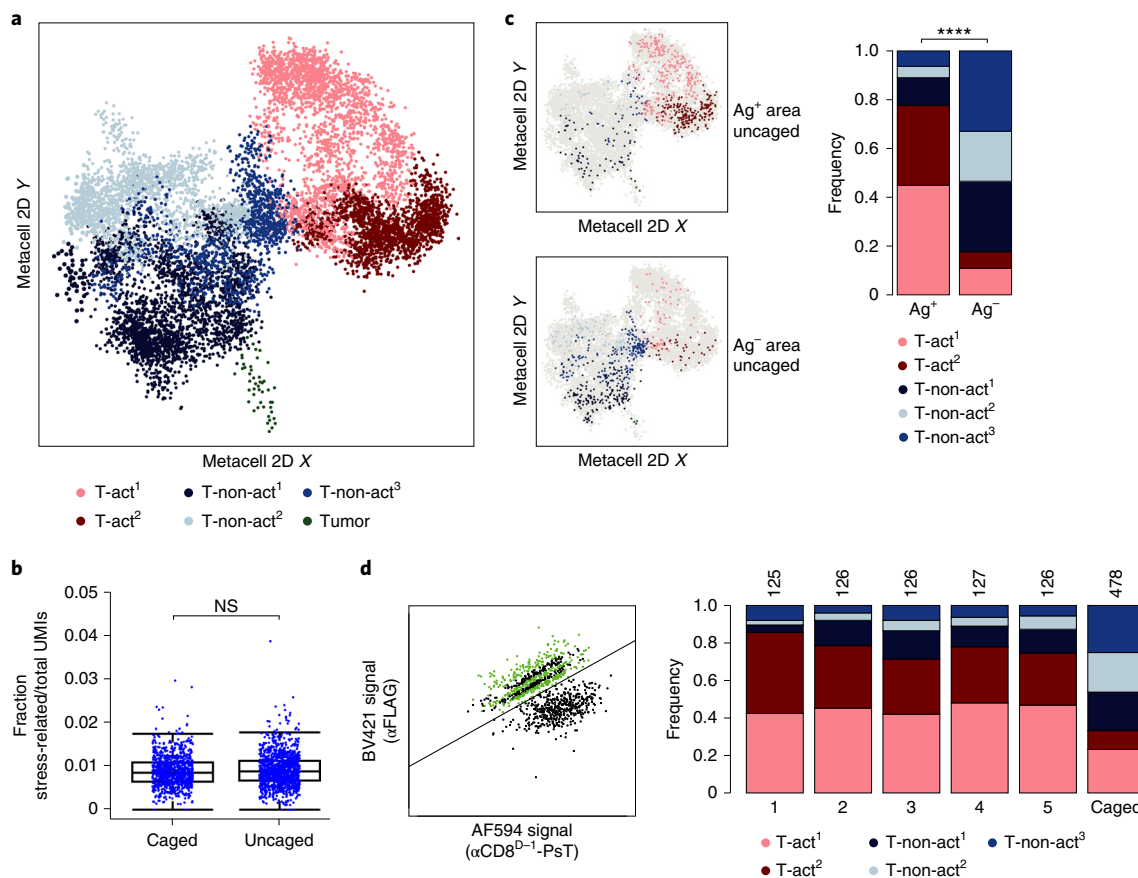 a
Metacell 2D Y
Metacell 2D X
T-act¹
T-non-act¹
T-non-act³
T-act²
T-non-act²
Tumor
b
Fraction
stress-related/total UMIs
0.05
0.04
0.03
0.02
0.01
0
NS
Caged
Uncaged
c
Metacell 2D Y
Metacell 2D X
Ag⁺ area
uncaged
Metacell 2D Y
Metacell 2D X
Ag⁻ area
uncaged
****
Frequency
1.0
0.8
0.6
0.4
0.2
0
Ag⁺
Ag⁻
T-act¹
T-act²
T-non-act¹
T-non-act²
T-non-act³
d
BV421 signal
(αFLAG)
AF594 signal
(αCD8ᴰ⁻¹-PsT)
125
126
126
127
126
478
Frequency
1.0
0.8
0.6
0.4
0.2
0
1
2
3
4
5
Caged
T-act¹
T-non-act¹
T-non-act³
T-act²
T-non-act²